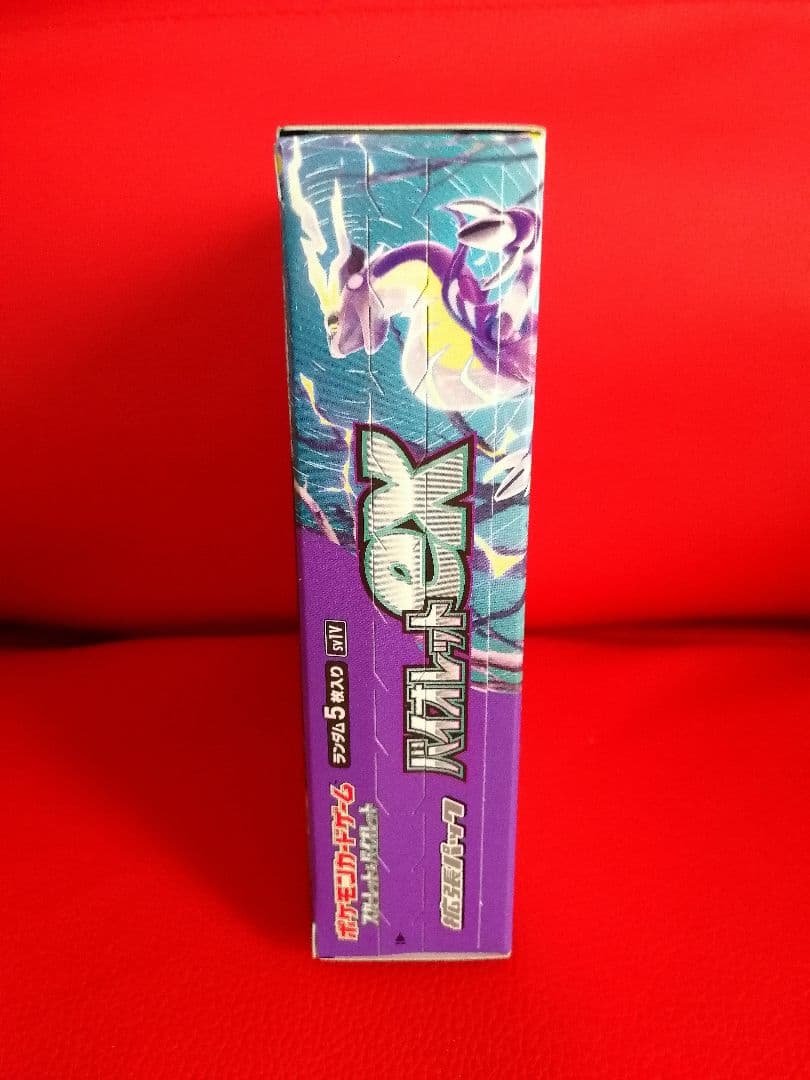 ポケモンカードゲーム
スカーレット&バイオレット
ランダム5枚入り
SV1V
拡張パック
バイオレットex